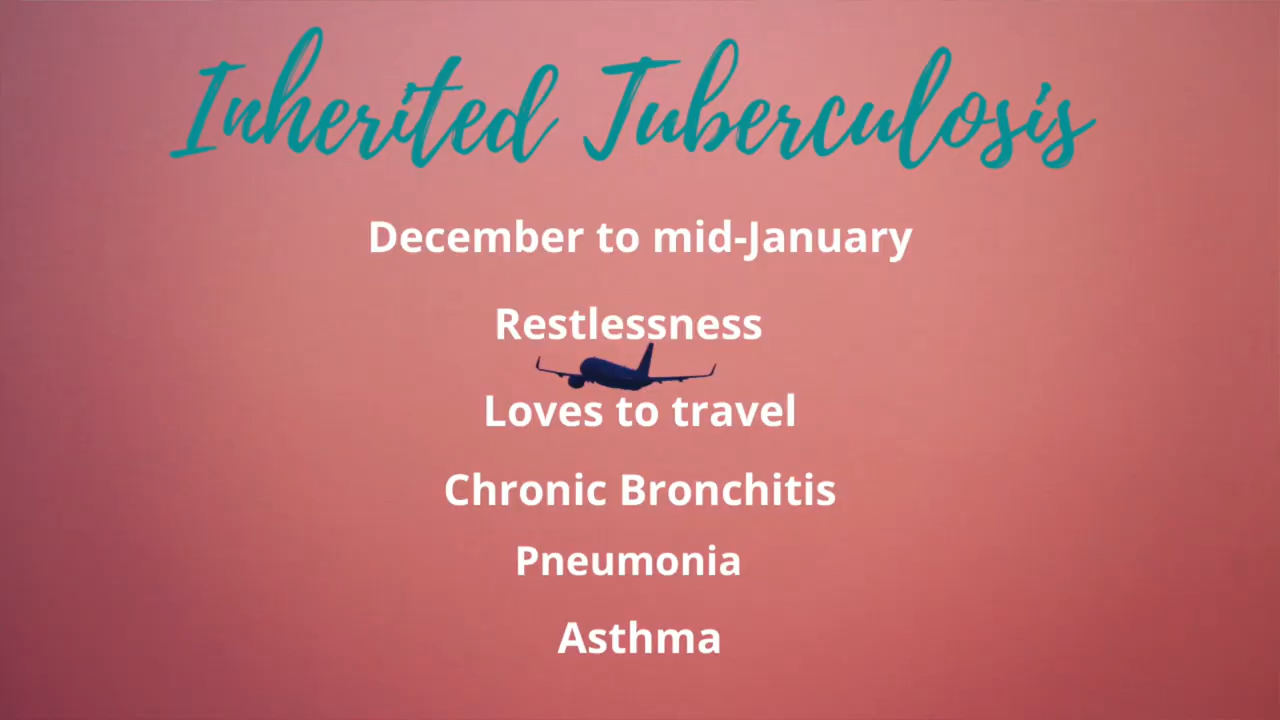 Inherited Tuberculosis
December to mid-January
Restlessness
Loves to travel
Chronic Bronchitis
Pneumonia
Asthma